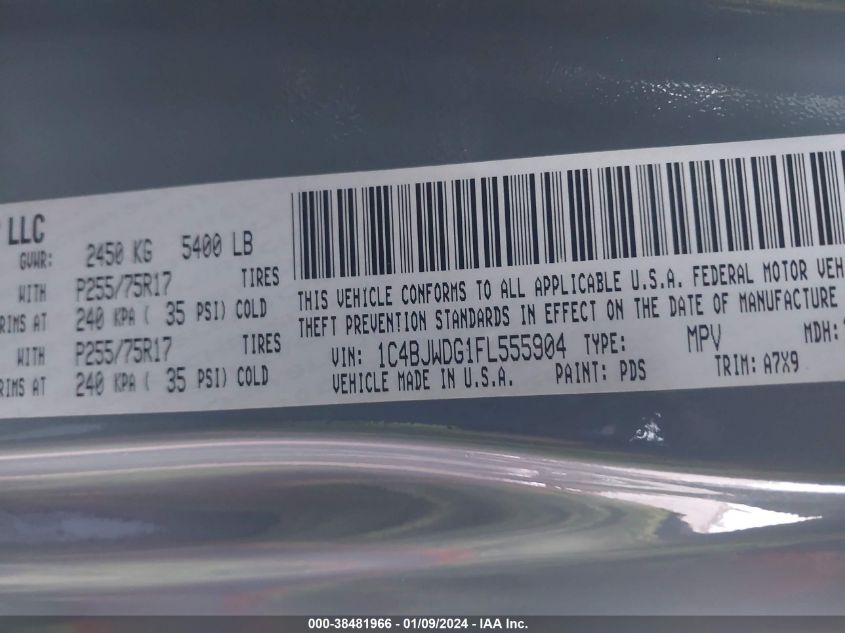 LLC
GVWR: 2450 KG 5400 LB
WITH P255/75R17 TIRES
RIMS AT 240 KPA ( 35 PSI) COLD
WITH P255/75R17 TIRES
RIMS AT 240 KPA ( 35 PSI) COLD
THIS VEHICLE CONFORMS TO ALL APPLICABLE U.S.A. FEDERAL MOTOR VEH
THEFT PREVENTION STANDARDS IN EFFECT ON THE DATE OF MANUFACTURE
VIN: 1C4BJWDG1FL555904 TYPE: MPV MDH:
VEHICLE MADE IN U.S.A. PAINT: PDS TRIM: A7X9
000-38481966 - 01/09/2024 - IAA Inc.